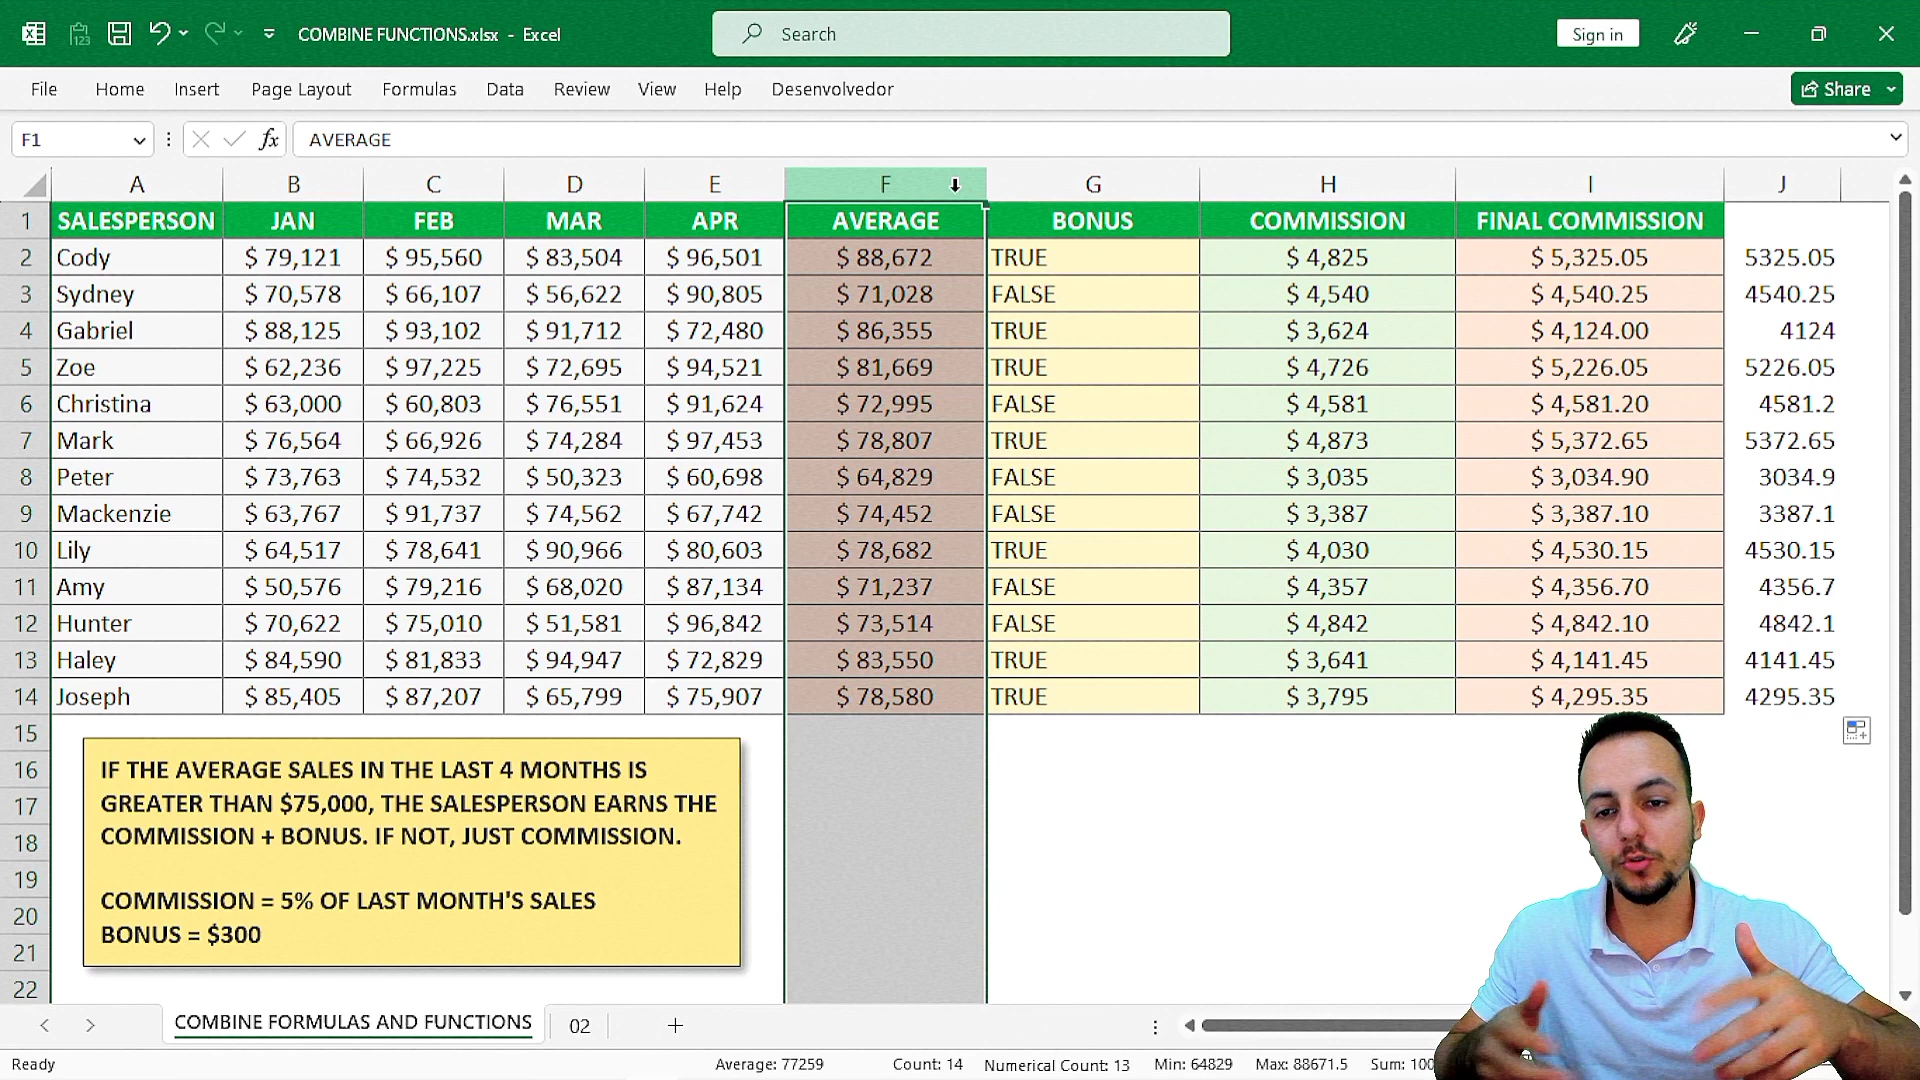 COMBINE FUNCTIONS.xlsx - Excel
Search
Sign in
File Home Insert Page Layout Formulas Data Review View Help Desenvolvedor
Share
F1 fx AVERAGE
A B C D E F G H I J
1 SALESPERSON JAN FEB MAR APR AVERAGE BONUS COMMISSION FINAL COMMISSION
2 Cody $ 79,121 $ 95,560 $ 83,504 $ 96,501 $ 88,672 TRUE $ 4,825 $ 5,325.05 5325.05
3 Sydney $ 70,578 $ 66,107 $ 56,622 $ 90,805 $ 71,028 FALSE $ 4,540 $ 4,540.25 4540.25
4 Gabriel $ 88,125 $ 93,102 $ 91,712 $ 72,480 $ 86,355 TRUE $ 3,624 $ 4,124.00 4124
5 Zoe $ 62,236 $ 97,225 $ 72,695 $ 94,521 $ 81,669 TRUE $ 4,726 $ 5,226.05 5226.05
6 Christina $ 63,000 $ 60,803 $ 76,551 $ 91,624 $ 72,995 FALSE $ 4,581 $ 4,581.20 4581.2
7 Mark $ 76,564 $ 66,926 $ 74,284 $ 97,453 $ 78,807 TRUE $ 4,873 $ 5,372.65 5372.65
8 Peter $ 73,763 $ 74,532 $ 50,323 $ 60,698 $ 64,829 FALSE $ 3,035 $ 3,034.90 3034.9
9 Mackenzie $ 63,767 $ 91,737 $ 74,562 $ 67,742 $ 74,452 FALSE $ 3,387 $ 3,387.10 3387.1
10 Lily $ 64,517 $ 78,641 $ 90,966 $ 80,603 $ 78,682 TRUE $ 4,030 $ 4,530.15 4530.15
11 Amy $ 50,576 $ 79,216 $ 68,020 $ 87,134 $ 71,237 FALSE $ 4,357 $ 4,356.70 4356.7
12 Hunter $ 70,622 $ 75,010 $ 51,581 $ 96,842 $ 73,514 FALSE $ 4,842 $ 4,842.10 4842.1
13 Haley $ 84,590 $ 81,833 $ 94,947 $ 72,829 $ 83,550 TRUE $ 3,641 $ 4,141.45 4141.45
14 Joseph $ 85,405 $ 87,207 $ 65,799 $ 75,907 $ 78,580 TRUE $ 3,795 $ 4,295.35 4295.35
15
16
17
18
19
20
21
22
IF THE AVERAGE SALES IN THE LAST 4 MONTHS IS
GREATER THAN $75,000, THE SALESPERSON EARNS THE
COMMISSION + BONUS. IF NOT, JUST COMMISSION.
COMMISSION = 5% OF LAST MONTH'S SALES
BONUS = $300
COMBINE FORMULAS AND FUNCTIONS 02
Ready Average: 77259 Count: 14 Numerical Count: 13 Min: 64829 Max: 88671.5 Sum: 100